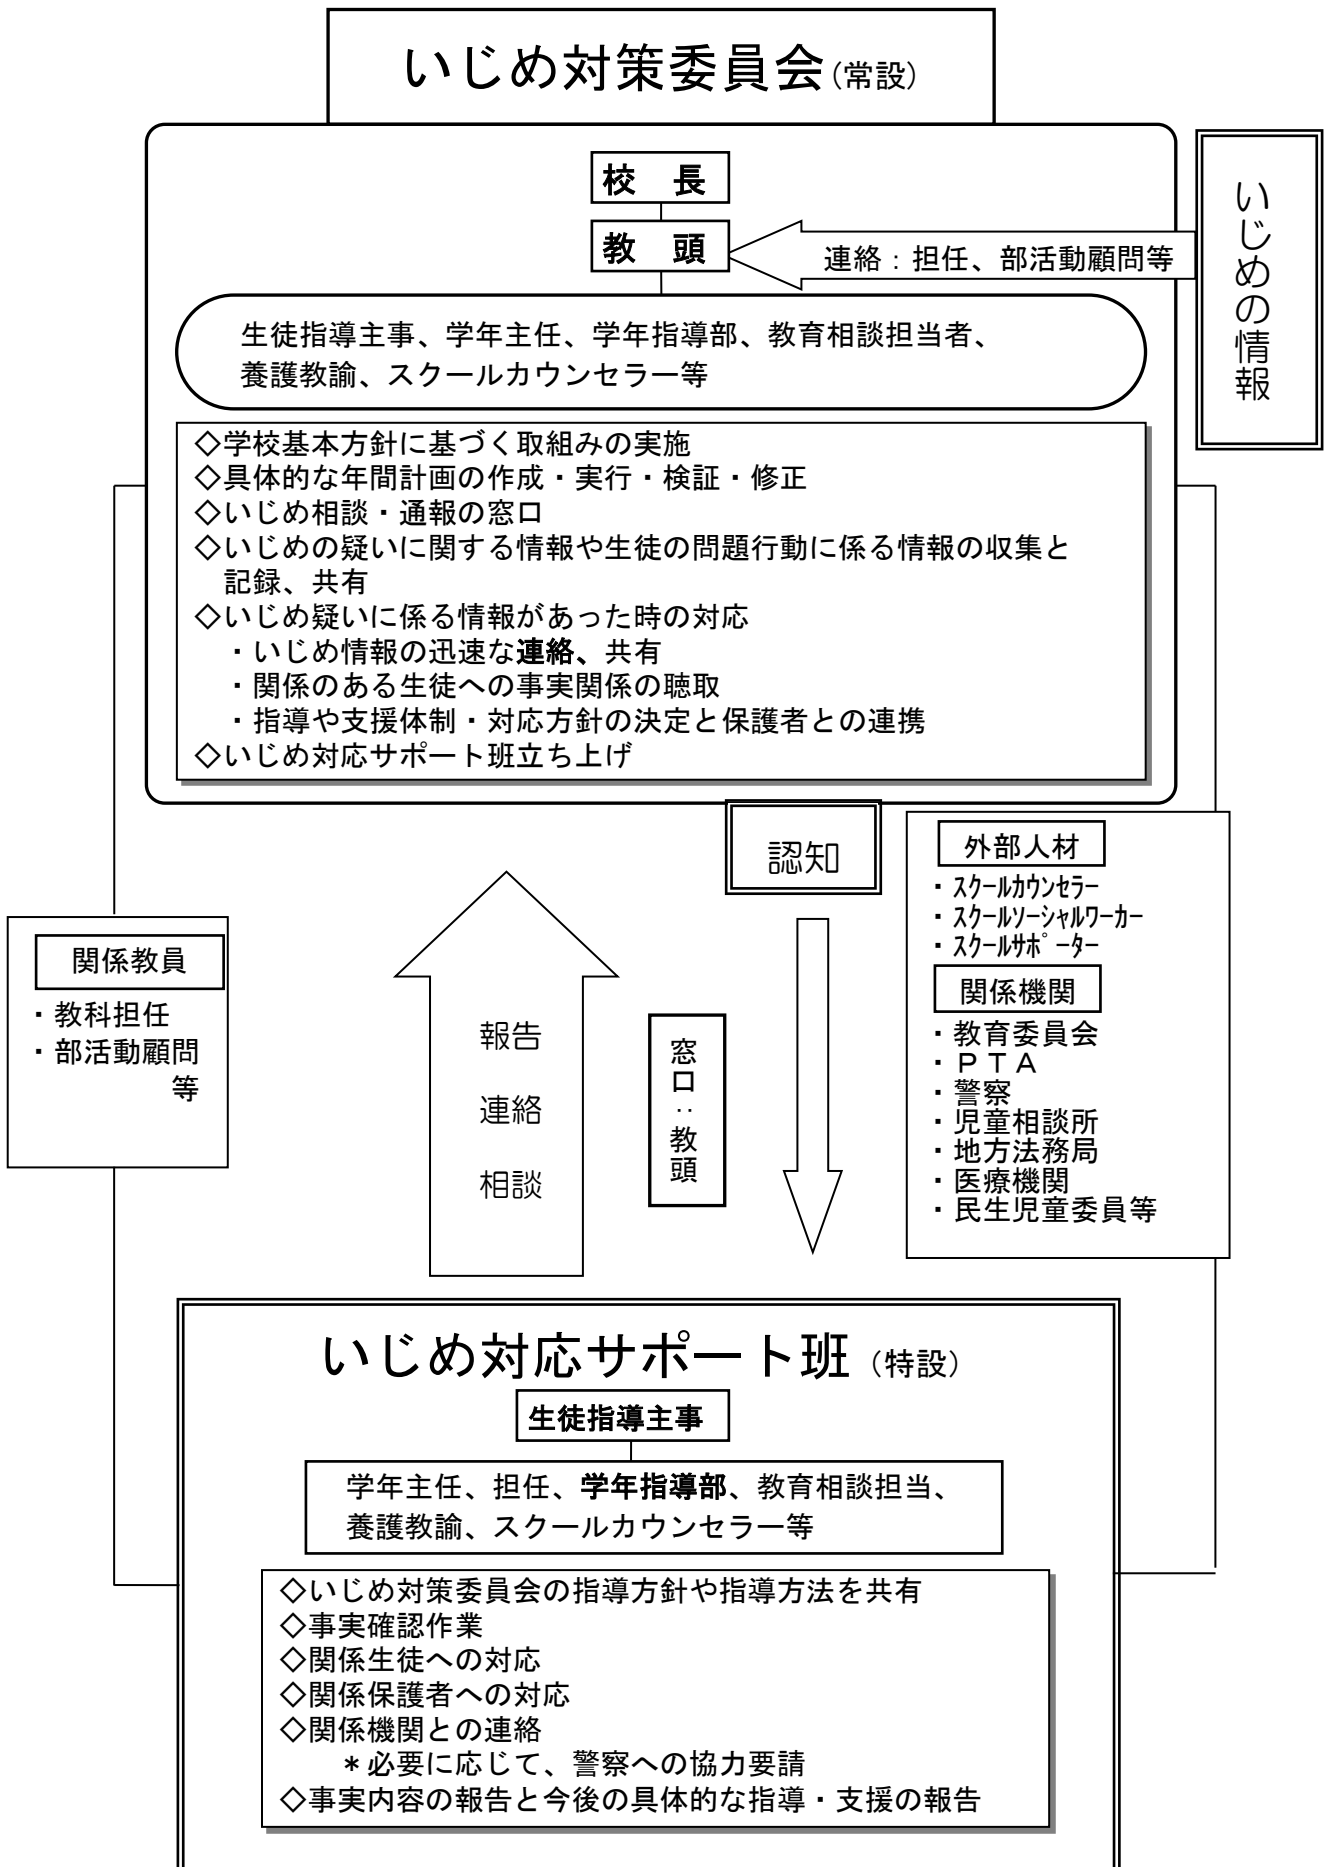 いじめ対策委員会(常設)
校　長
教　頭
連絡：担任、部活動顧問等
いじめの情報
生徒指導主事、学年主任、学年指導部、教育相談担当者、
養護教諭、スクールカウンセラー等
◇学校基本方針に基づく取組みの実施
◇具体的な年間計画の作成・実行・検証・修正
◇いじめ相談・通報の窓口
◇いじめの疑いに関する情報や生徒の問題行動に係る情報の収集と
記録、共有
◇いじめ疑いに係る情報があった時の対応
・いじめ情報の迅速な連絡、共有
・関係のある生徒への事実関係の聴取
・指導や支援体制・対応方針の決定と保護者との連携
◇いじめ対応サポート班立ち上げ
認知
外部人材
・ｽｸｰﾙｶｳﾝｾﾗｰ
・ｽｸｰﾙｿｰｼｬﾙﾜｰｶｰ
・ｽｸｰﾙｻﾎﾟｰﾀｰ
関係機関
・教育委員会
・ＰＴＡ
・警察
・児童相談所
・地方法務局
・医療機関
・民生児童委員等
関係教員
・教科担任
・部活動顧問
等
報告
連絡
相談
窓口：教頭
いじめ対応サポート班（特設）
生徒指導主事
学年主任、担任、学年指導部、教育相談担当、
養護教諭、スクールカウンセラー等
◇いじめ対策委員会の指導方針や指導方法を共有
◇事実確認作業
◇関係生徒への対応
◇関係保護者への対応
◇関係機関との連絡
＊必要に応じて、警察への協力要請
◇事実内容の報告と今後の具体的な指導・支援の報告